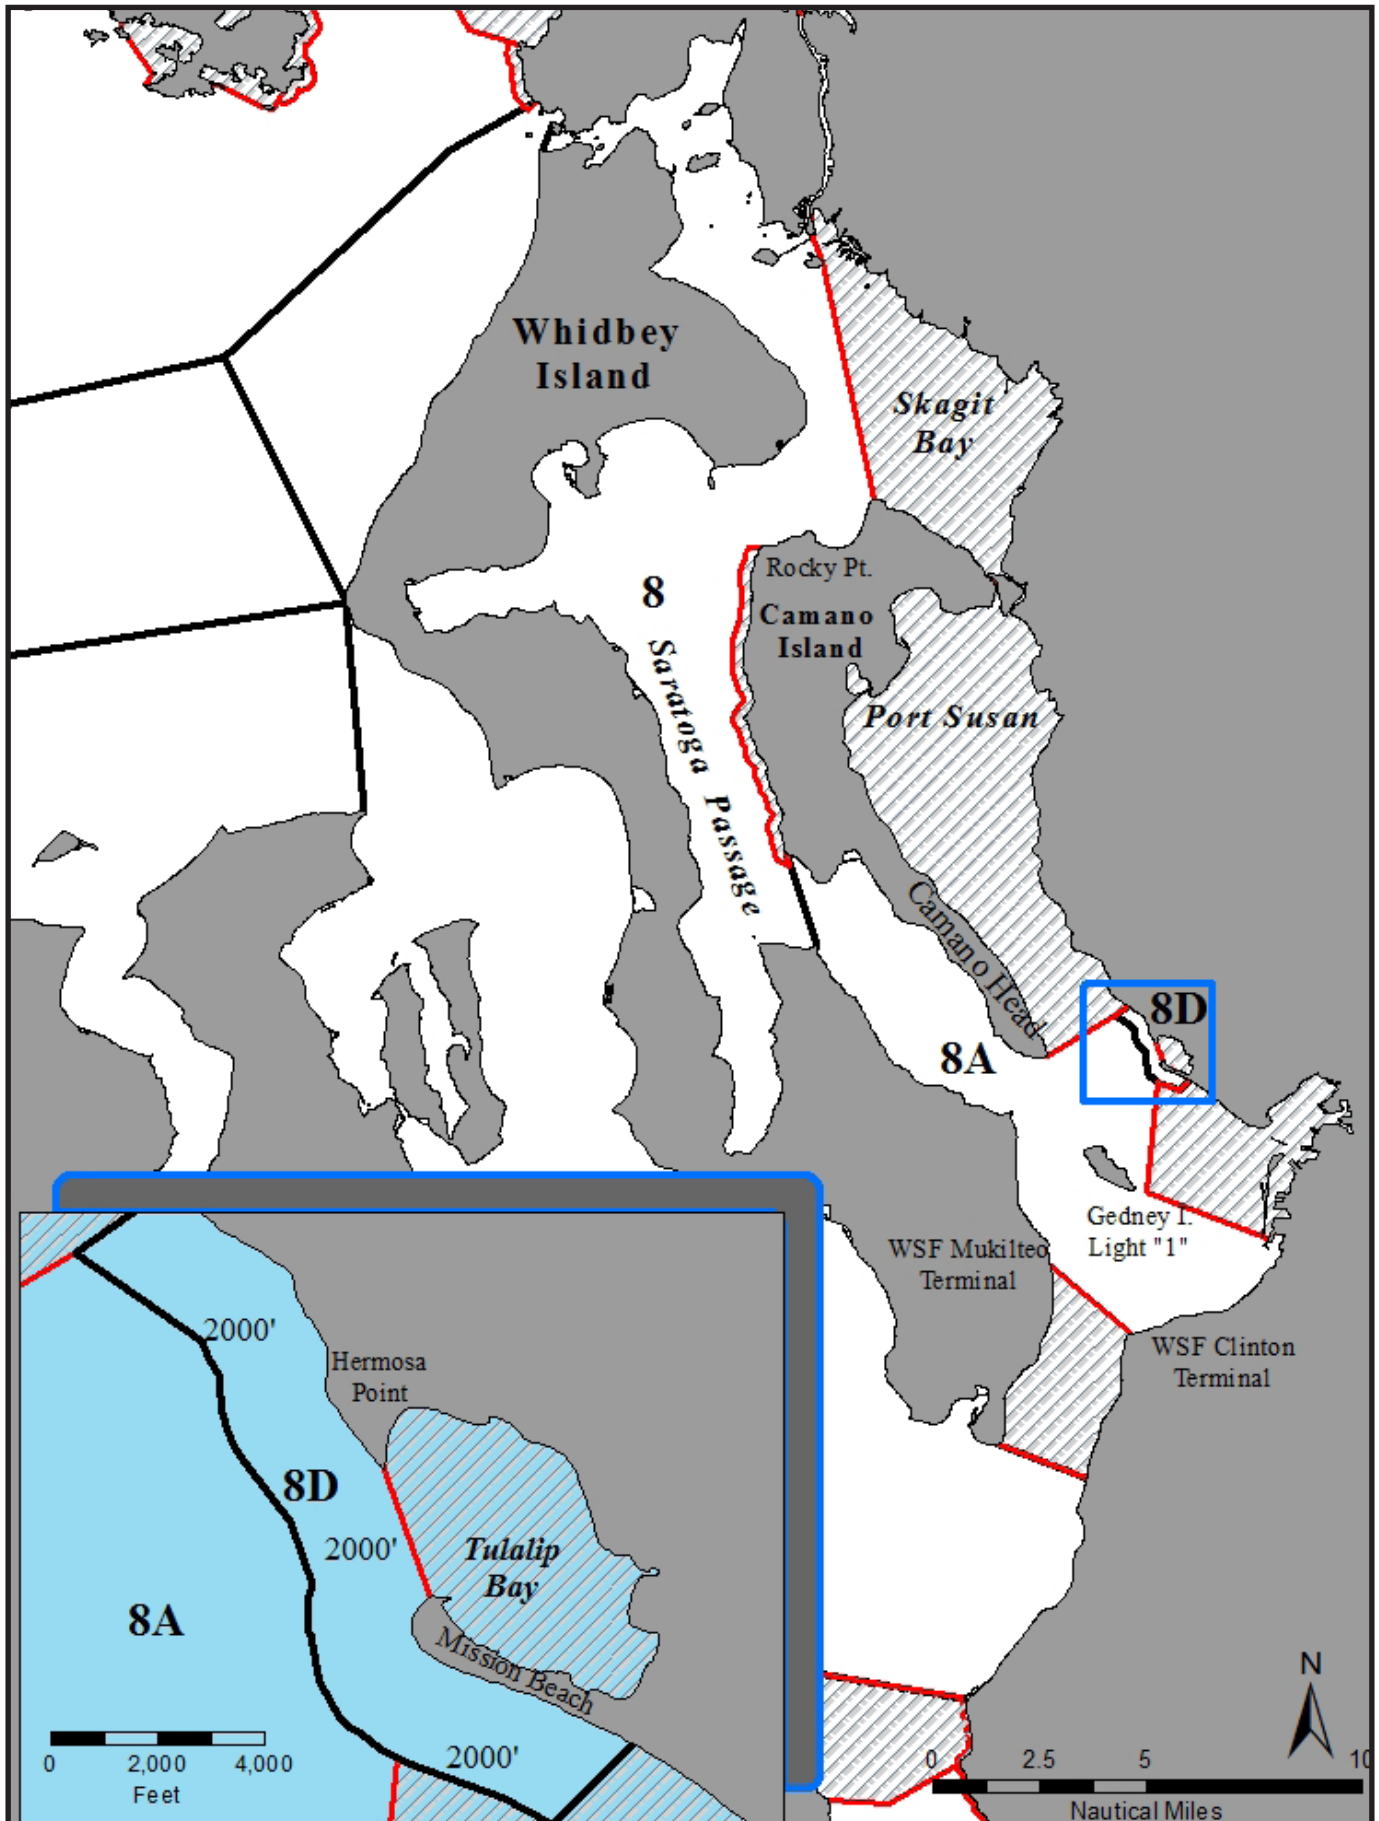 Whidbey
Island
Skagit
Bay
Rocky Pt.
8
Camano
Island
Saratoga Passage
Port Susan
Camano Head
8D
8A
Gedney I.
Light "1"
WSF Mukilteo
Terminal
WSF Clinton
Terminal
2000'
Hermosa
Point
8D
2000'
Tulalip
Bay
8A
Mission Beach
2000'
0 2,000 4,000
Feet
N
0 2.5 5 10
Nautical Miles